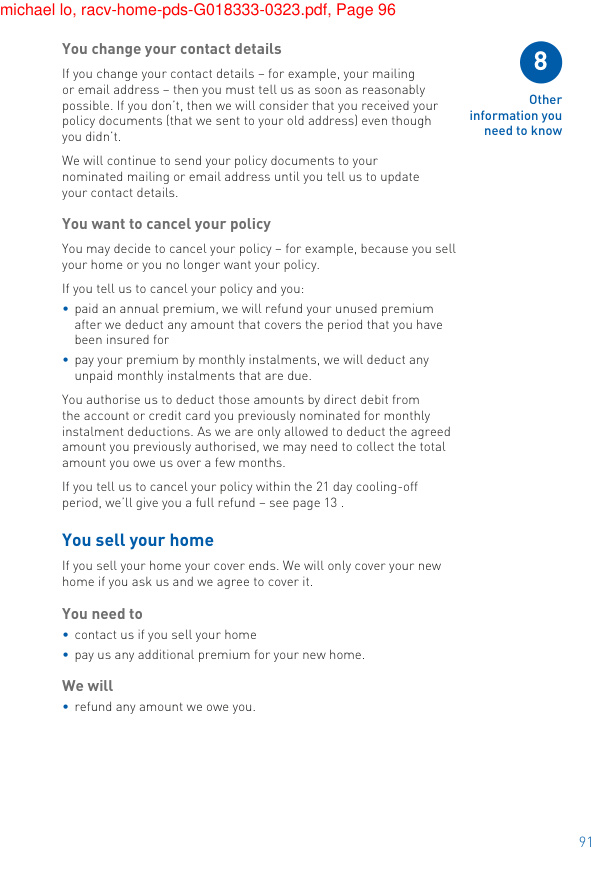 michael lo, racv-home-pds-G018333-0323.pdf, Page 96
You change your contact details
If you change your contact details – for example, your mailing
or email address – then you must tell us as soon as reasonably
possible. If you don't, then we will consider that you received your
policy documents (that we sent to your old address) even though
you didn't.
We will continue to send your policy documents to your
nominated mailing or email address until you tell us to update
your contact details.
You want to cancel your policy
You may decide to cancel your policy – for example, because you sell
your home or you no longer want your policy.
If you tell us to cancel your policy and you:
• paid an annual premium, we will refund your unused premium
after we deduct any amount that covers the period that you have
been insured for
• pay your premium by monthly instalments, we will deduct any
unpaid monthly instalments that are due.
You authorise us to deduct those amounts by direct debit from
the account or credit card you previously nominated for monthly
instalment deductions. As we are only allowed to deduct the agreed
amount you previously authorised, we may need to collect the total
amount you owe us over a few months.
If you tell us to cancel your policy within the 21 day cooling-off
period, we'll give you a full refund – see page 13 .
You sell your home
If you sell your home your cover ends. We will only cover your new
home if you ask us and we agree to cover it.
You need to
• contact us if you sell your home
• pay us any additional premium for your new home.
We will
• refund any amount we owe you.
8
Other
information you
need to know
91